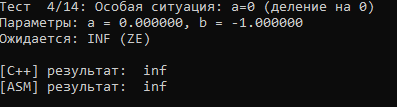 Тест  4/14: Особая ситуация: a=0 (деление на 0)
Параметры: a = 0.000000, b = -1.000000
Ожидается: INF (ZE)
[C++] результат:  inf
[ASM] результат:  inf